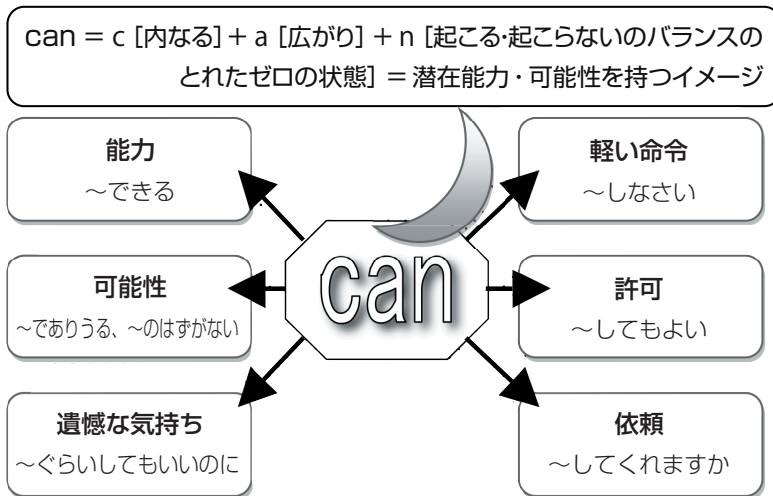 can = c [内なる] + a [広がり] + n [起こる・起こらないのバランスの
とれたゼロの状態] = 潜在能力・可能性を持つイメージ
能力
～できる
軽い命令
～しなさい
can
可能性
～でありうる、～のはずがない
許可
～してもよい
遺憾な気持ち
～ぐらいしてもいいのに
依頼
～してくれますか